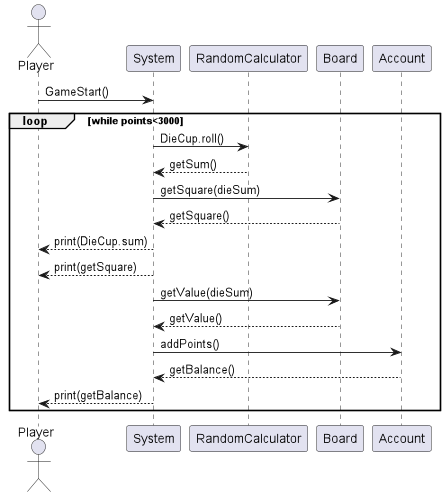 Player
System RandomCalculator Board Account
GameStart()
loop [while points<3000]
DieCup.roll()
getSum()
getSquare(dieSum)
getSquare()
print(DieCup.sum)
print(getSquare)
getValue(dieSum)
getValue()
addPoints()
getBalance()
print(getBalance)
Player
System RandomCalculator Board Account